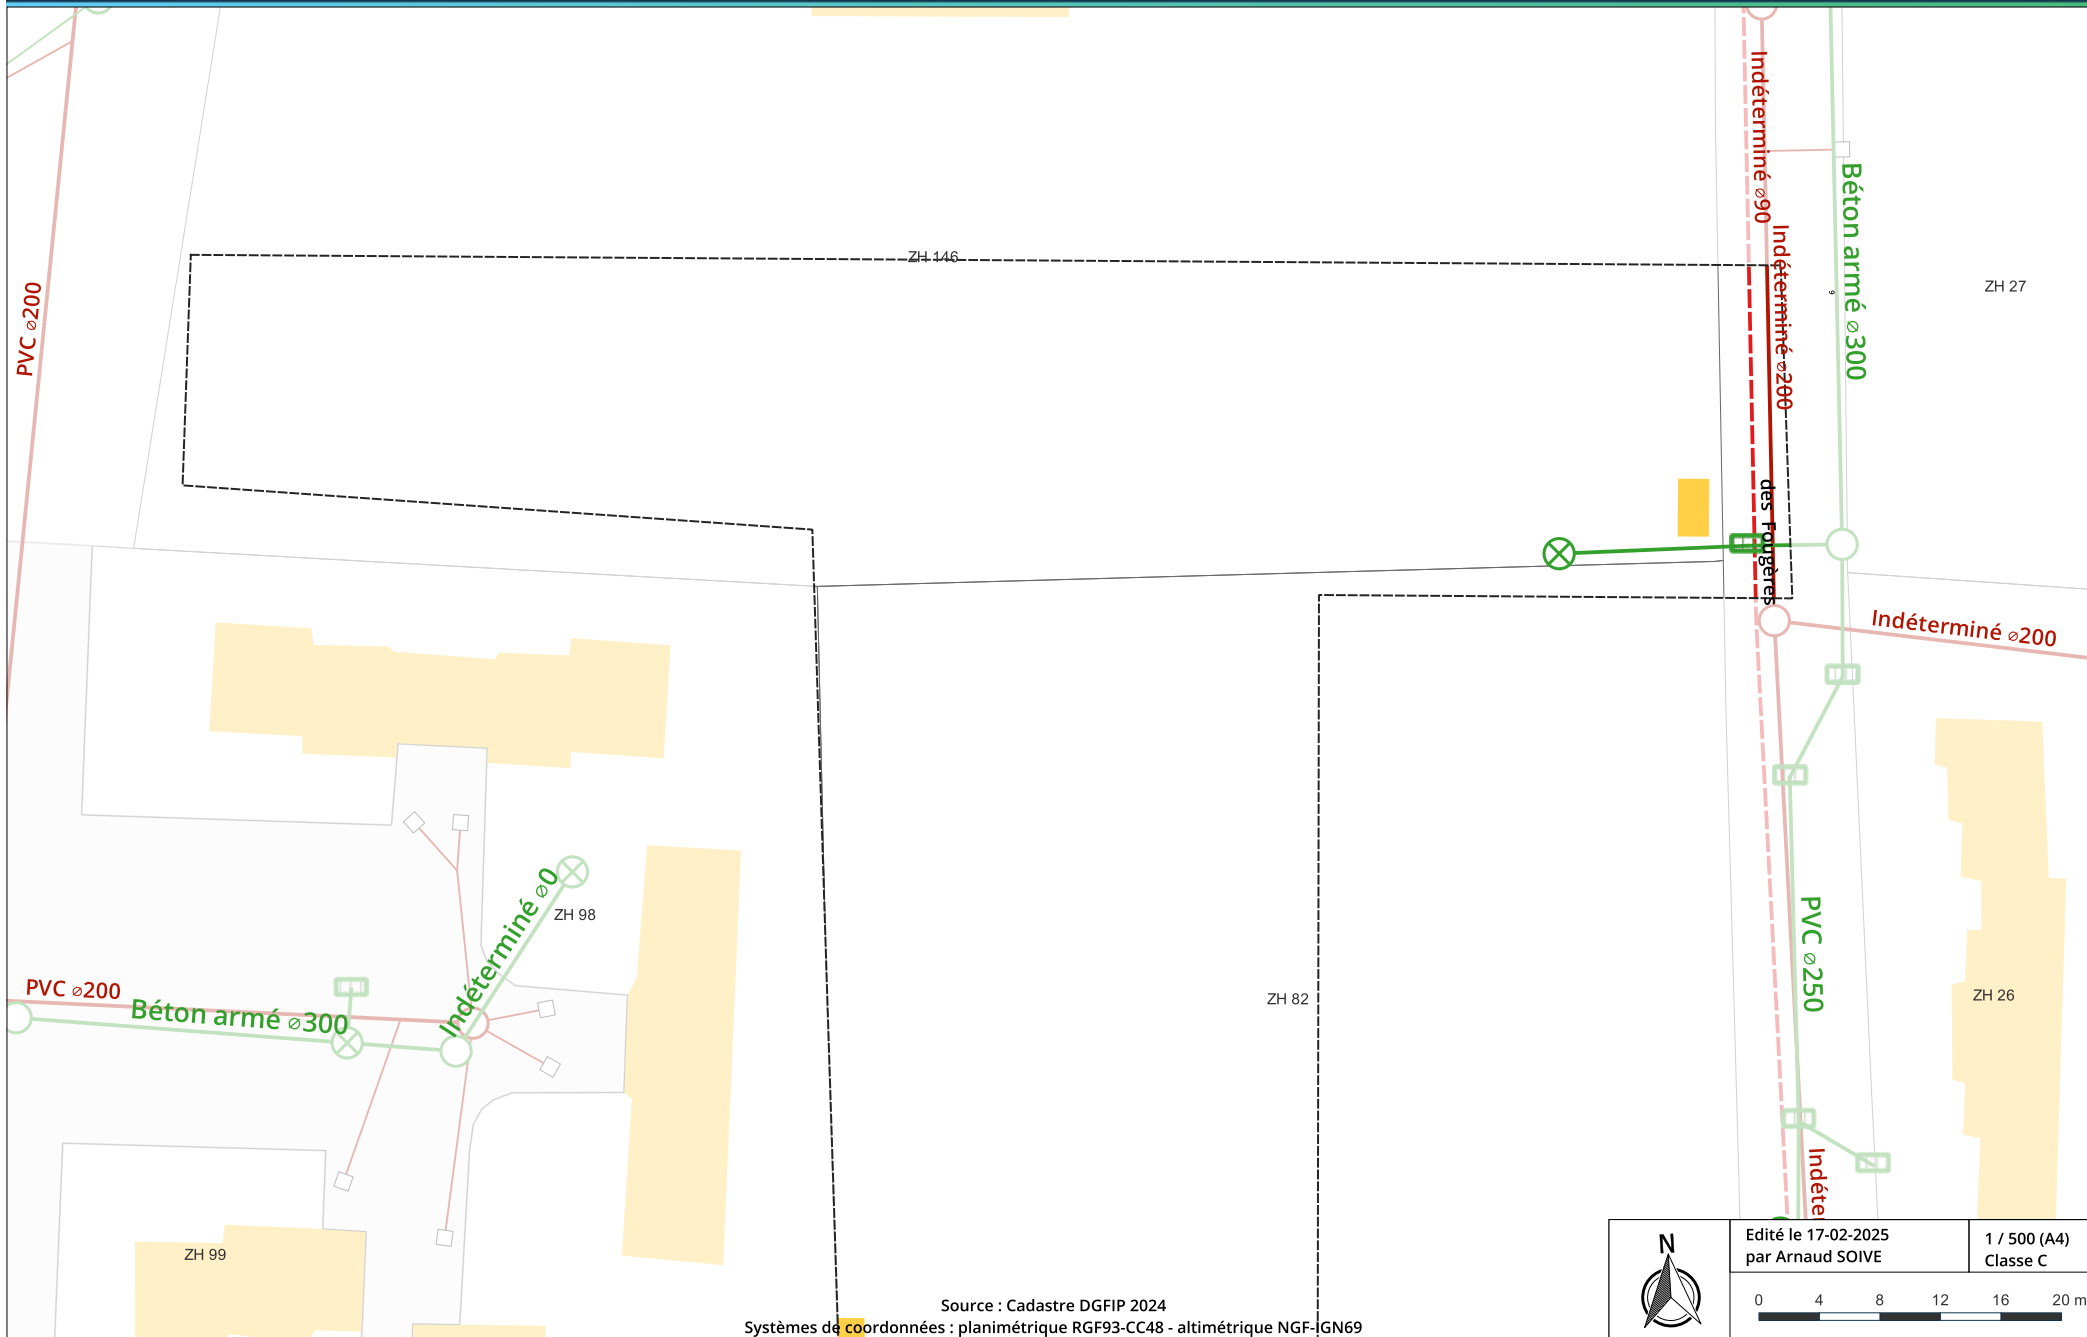 Indéterminé ⌀90
Béton armé ⌀300
Indéterminé ⌀200
ZH 146
ZH 27
9
PVC ⌀200
des Fougères
Indéterminé ⌀200
Indéterminé ⌀0
ZH 98
PVC ⌀250
PVC ⌀200
Béton armé ⌀300
ZH 82
ZH 26
Indéter
ZH 99
N
Edité le 17-02-2025
par Arnaud SOIVE
1 / 500 (A4)
Classe C
0 4 8 12 16 20 m
Source : Cadastre DGFIP 2024
Systèmes de coordonnées : planimétrique RGF93-CC48 - altimétrique NGF-IGN69